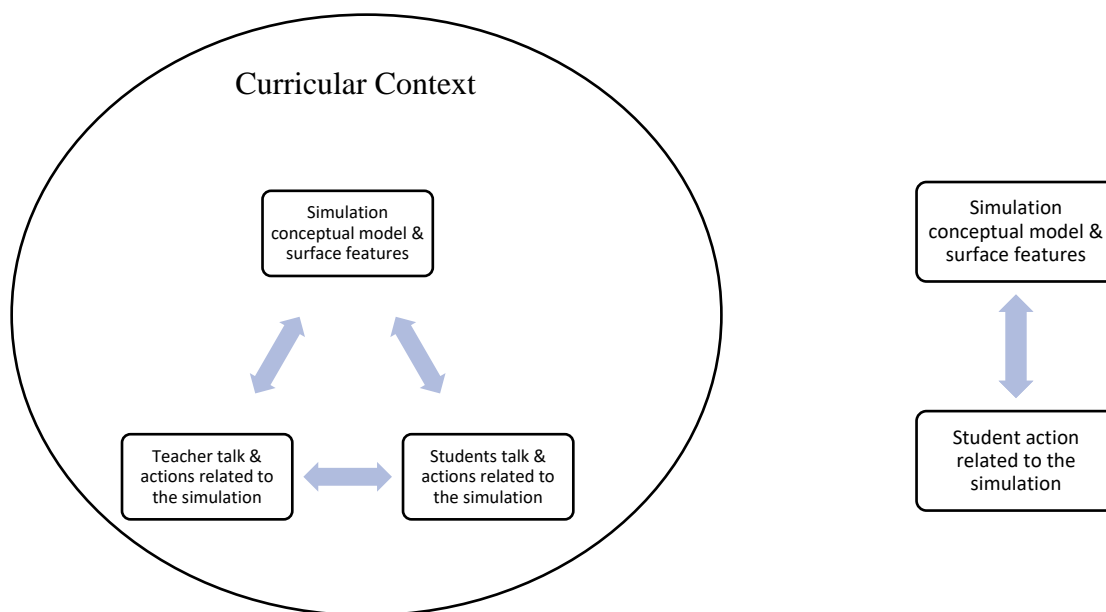 Curricular Context
Simulation
conceptual model &
surface features
Teacher talk &
actions related to
the simulation
Students talk &
actions related to
the simulation
Simulation
conceptual model &
surface features
Student action
related to the
simulation